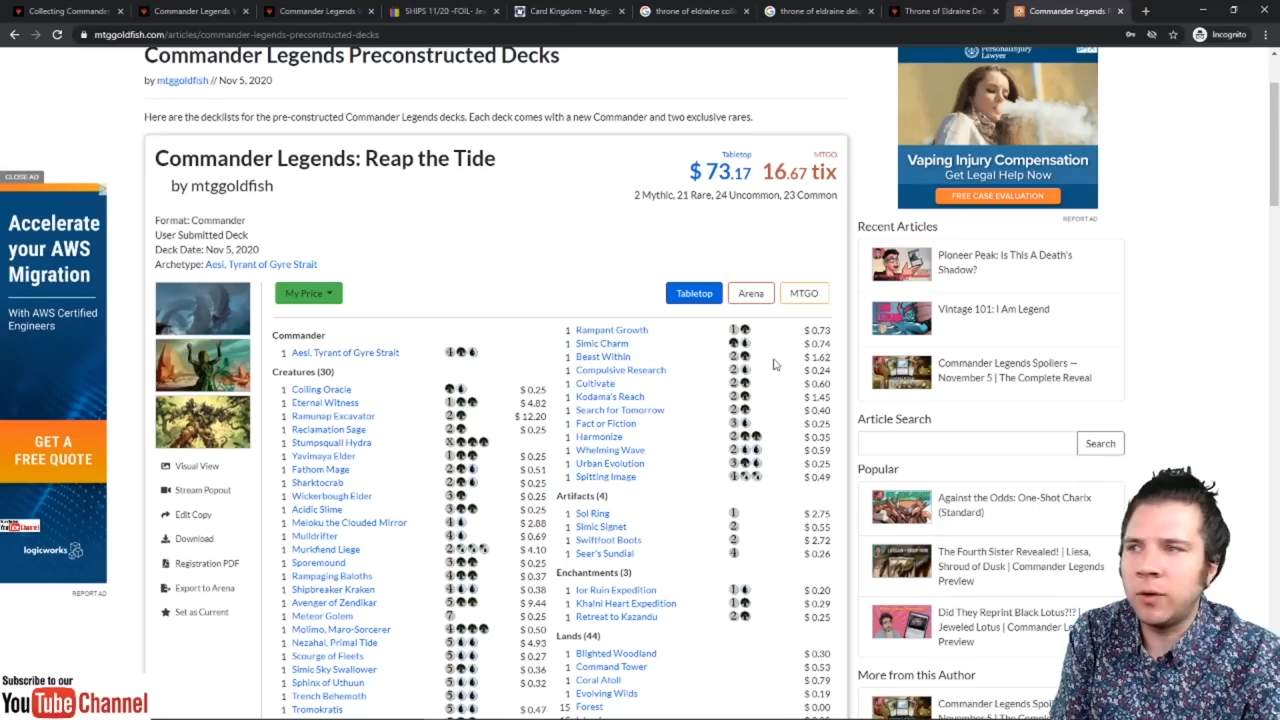 Collecting Commander
Commander Legends
Commander Legends
SHIPS 11/20 -FOIL- Jew
Card Kingdom - Magic
throne of eldraine coll
throne of eldraine del
Throne of Eldraine De
Commander Legends P
mtggoldfish.com/articles/commander-legends-preconstructed-decks
Incognito
Commander Legends Preconstructed Decks
by mtggoldfish // Nov 5, 2020
Here are the decklists for the pre-constructed Commander Legends decks. Each deck comes with a new Commander and two exclusive rares.
Commander Legends: Reap the Tide
by mtggoldfish
Tabletop
$ 73.17
MTGO
16.67 tix
2 Mythic, 21 Rare, 24 Uncommon, 23 Common
Format: Commander
User Submitted Deck
Deck Date: Nov 5, 2020
Archetype: Aesi, Tyrant of Gyre Strait
My Price
Tabletop
Arena
MTGO
Visual View
Stream Popout
Edit Copy
Download
Registration PDF
Export to Arena
Set as Current
Commander
1 Aesi, Tyrant of Gyre Strait
Creatures (30)
1 Coiling Oracle $ 0.25
1 Eternal Witness $ 4.82
1 Ramunap Excavator $ 12.20
1 Reclamation Sage $ 0.25
1 Stumpsquall Hydra
1 Yavimaya Elder $ 0.25
1 Fathom Mage $ 0.51
1 Sharktocrab $ 0.25
1 Wickerbough Elder $ 0.25
1 Acidic Slime $ 0.25
1 Meloku the Clouded Mirror $ 2.88
1 Mulldrifter $ 0.69
1 Murkfiend Liege $ 4.10
1 Sporemound $ 0.25
1 Rampaging Baloths $ 0.37
1 Shipbreaker Kraken $ 0.38
1 Avenger of Zendikar $ 9.44
1 Meteor Golem $ 0.25
1 Molimo, Maro-Sorcerer $ 0.50
1 Nezahal, Primal Tide $ 4.93
1 Scourge of Fleets $ 0.27
1 Simic Sky Swallower $ 0.36
1 Sphinx of Uthuun $ 0.32
1 Trench Behemoth
1 Tromokratis $ 0.47
1 Rampant Growth $ 0.73
1 Simic Charm $ 0.74
1 Beast Within $ 1.62
1 Compulsive Research $ 0.24
1 Cultivate $ 0.60
1 Kodama's Reach $ 1.45
1 Search for Tomorrow $ 0.40
1 Fact or Fiction $ 0.25
1 Harmonize $ 0.35
1 Whelming Wave $ 0.59
1 Urban Evolution $ 0.25
1 Spitting Image $ 0.49
Artifacts (4)
1 Sol Ring $ 2.75
1 Simic Signet $ 0.55
1 Swiftfoot Boots $ 2.72
1 Seer's Sundial $ 0.26
Enchantments (3)
1 Ior Ruin Expedition $ 0.20
1 Khalni Heart Expedition $ 0.29
1 Retreat to Kazandu $ 0.25
Lands (44)
1 Blighted Woodland $ 0.30
1 Command Tower $ 0.53
1 Coral Atoll $ 0.79
1 Evolving Wilds $ 0.19
15 Forest $ 0.00
CLOSE AD
Accelerate
your AWS
Migration
With AWS Certified
Engineers
GET A
FREE QUOTE
logicworks
REPORT AD
Lawyer
Vaping Injury Compensation
Get Legal Help Now
FREE CASE EVALUATION
REPORT AD
Recent Articles
Pioneer Peak: Is This A Death's
Shadow?
Vintage 101: I Am Legend
Commander Legends Spoilers —
November 5 | The Complete Reveal
Article Search
Search
Popular
Against the Odds: One-Shot Charix
(Standard)
The Fourth Sister Revealed! | Liesa,
Shroud of Dusk | Commander Legends
Preview
Did They Reprint Black Lotus?!? |
Jeweled Lotus | Commander Le
Preview
More from this Author
Commander Legends Spoi
November 5 | The Comple
Subscribe to our
YouTube Channel